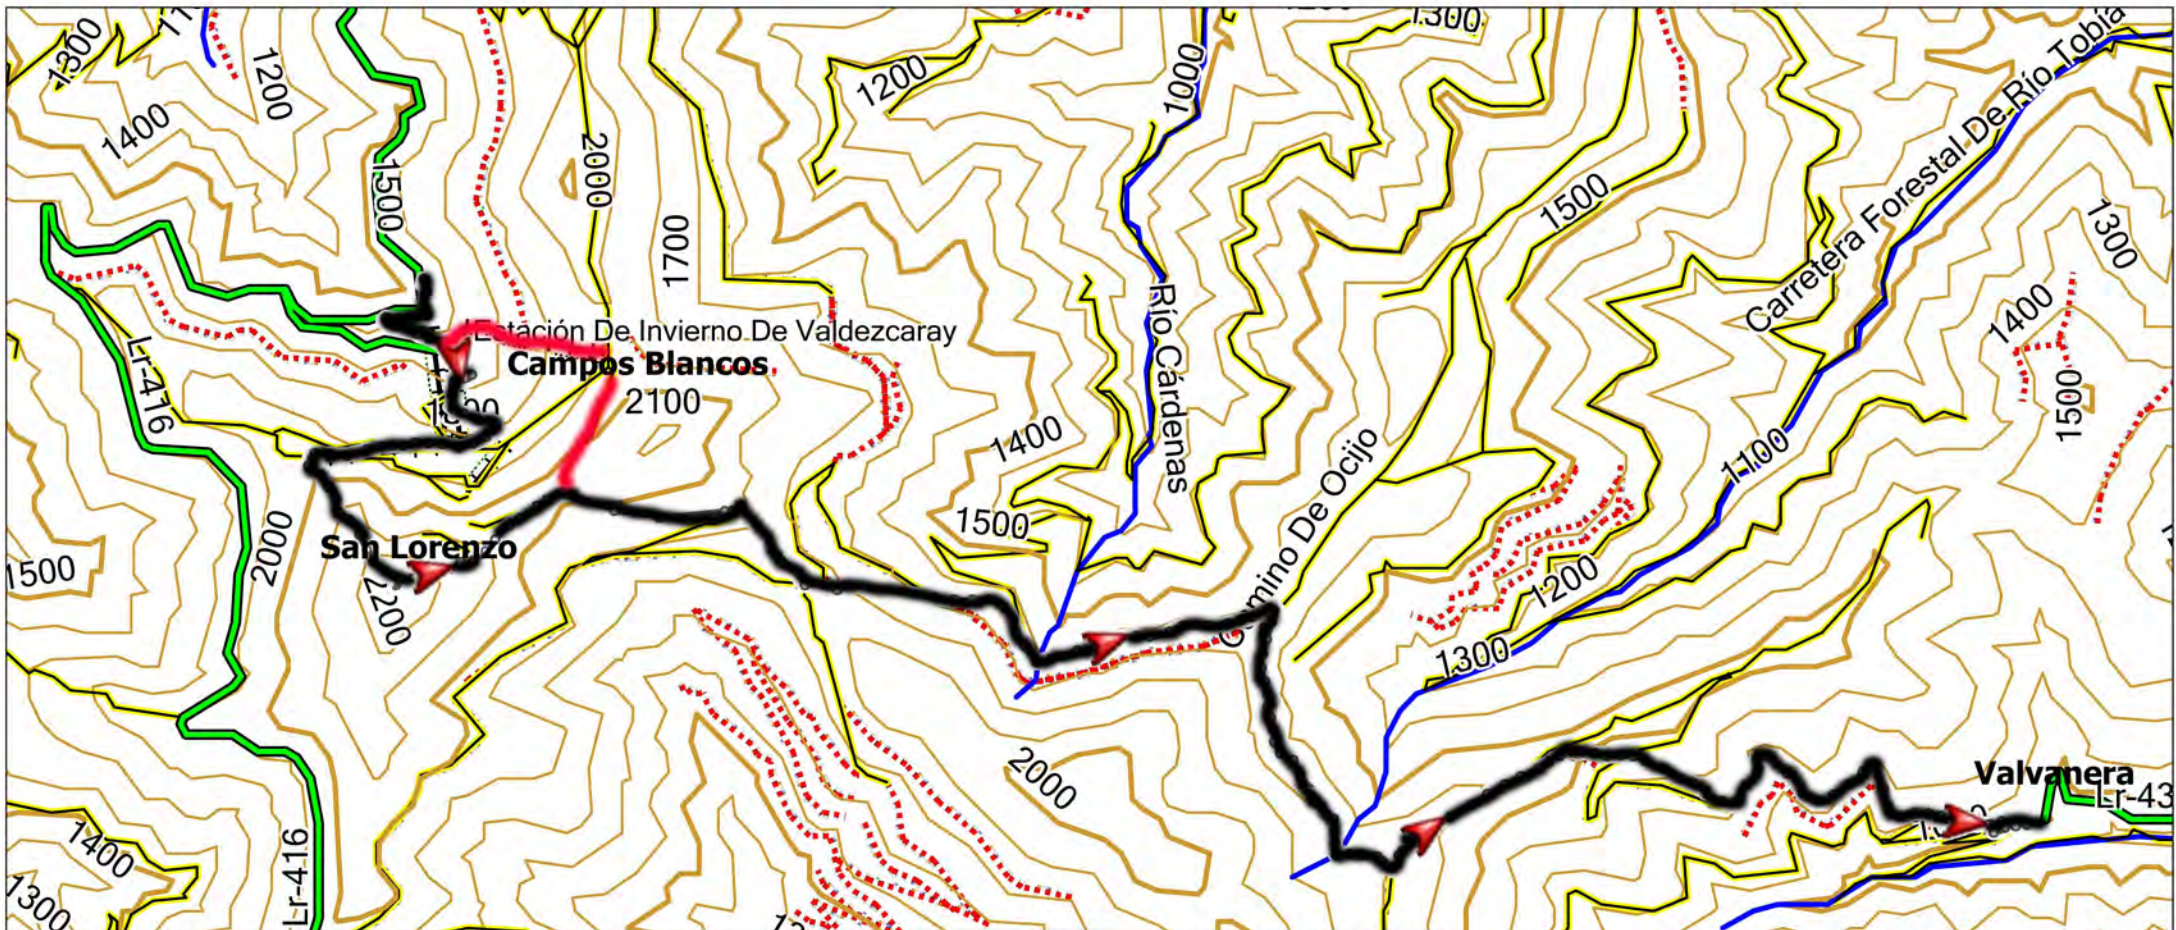 1300
1200
1400
1500
2000
1700
1200
1000
1300
Carretera Forestal De Río Tobía
1500
1300
1400
1500
Lr-416
Estación De Invierno De Valdezcaray
Campos Blancos
2100
Río Cárdenas
1400
1500
Camino De Ocijo
1100
1200
1300
San Lorenzo
2000
2200
1500
2000
Valvanera
Lr-43
Lr-416
1400
1300